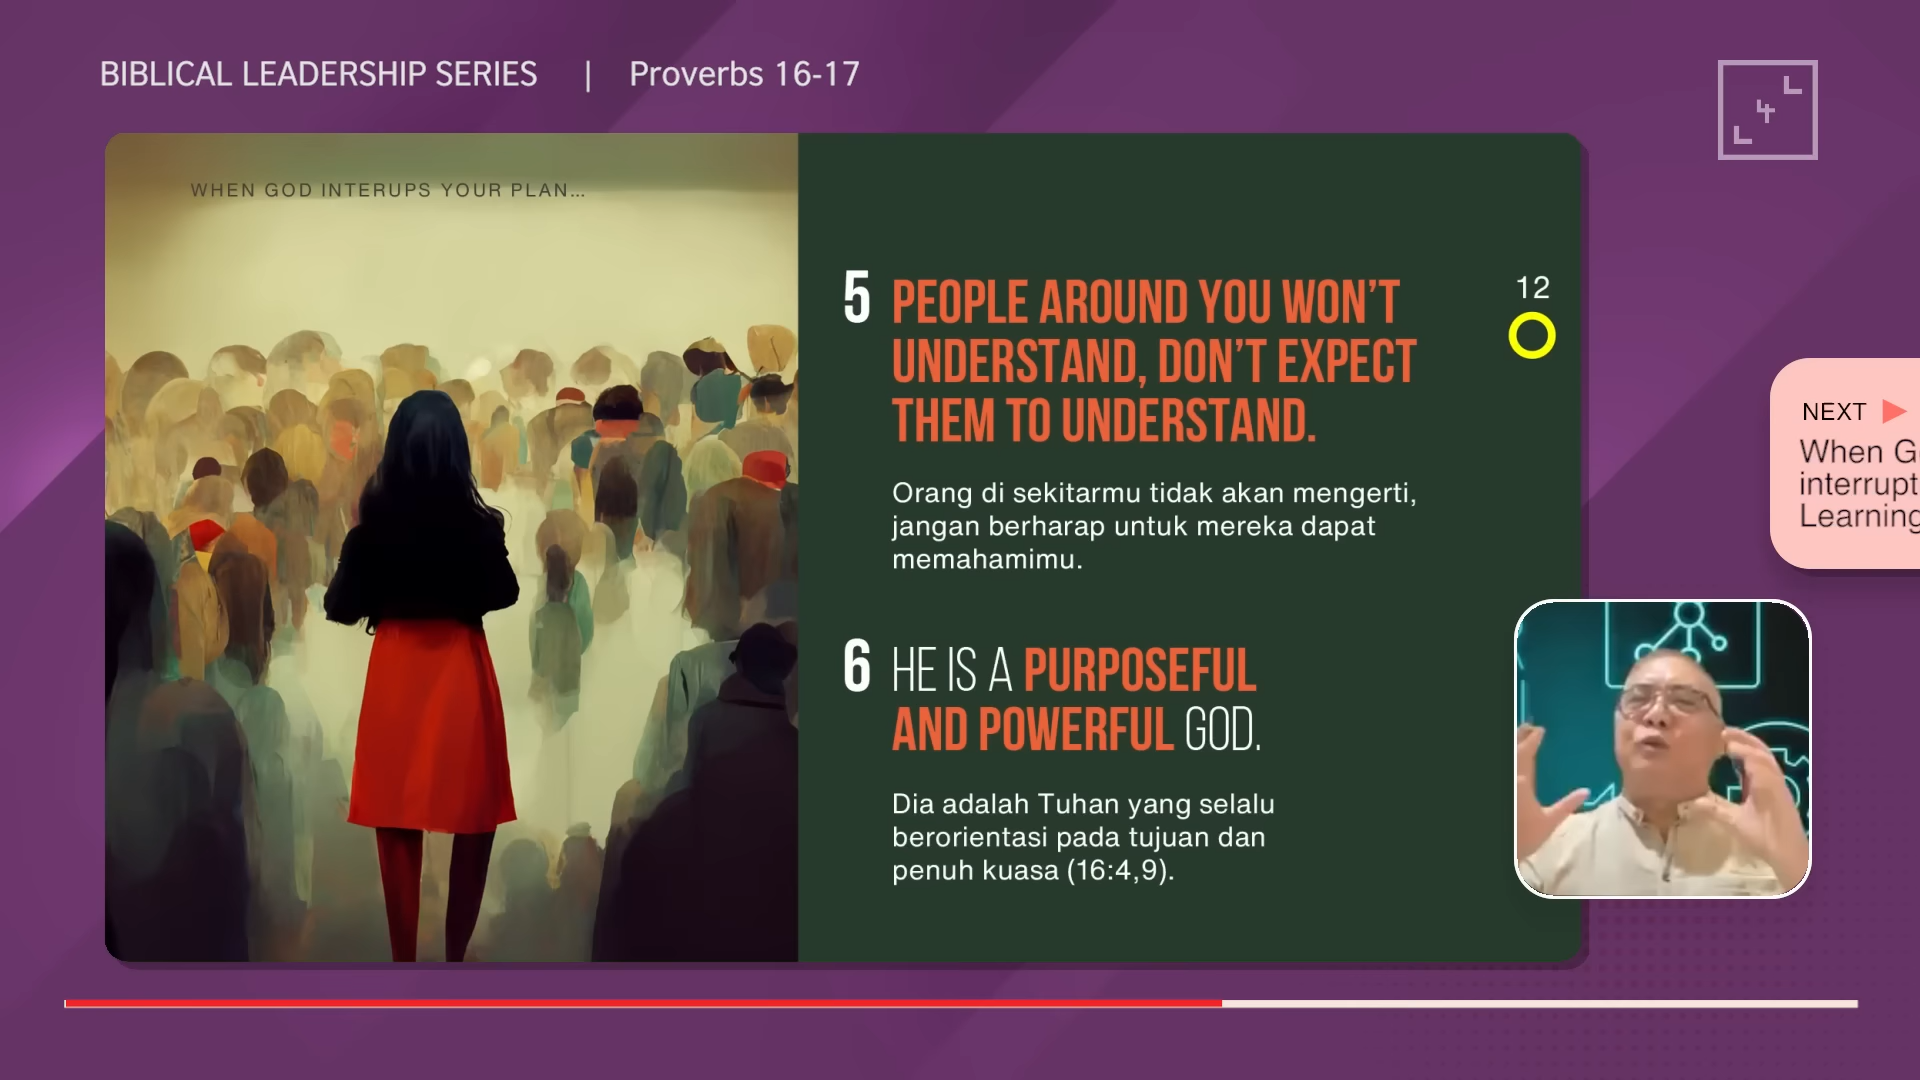 BIBLICAL LEADERSHIP SERIES | Proverbs 16-17
WHEN GOD INTERUPS YOUR PLAN...
5 PEOPLE AROUND YOU WON’T
UNDERSTAND, DON’T EXPECT
THEM TO UNDERSTAND.
12
Orang di sekitarmu tidak akan mengerti,
jangan berharap untuk mereka dapat
memahamimu.
6 HE IS A PURPOSEFUL
AND POWERFUL GOD.
Dia adalah Tuhan yang selalu
berorientasi pada tujuan dan
penuh kuasa (16:4,9).
NEXT
When
interrupt
Learning